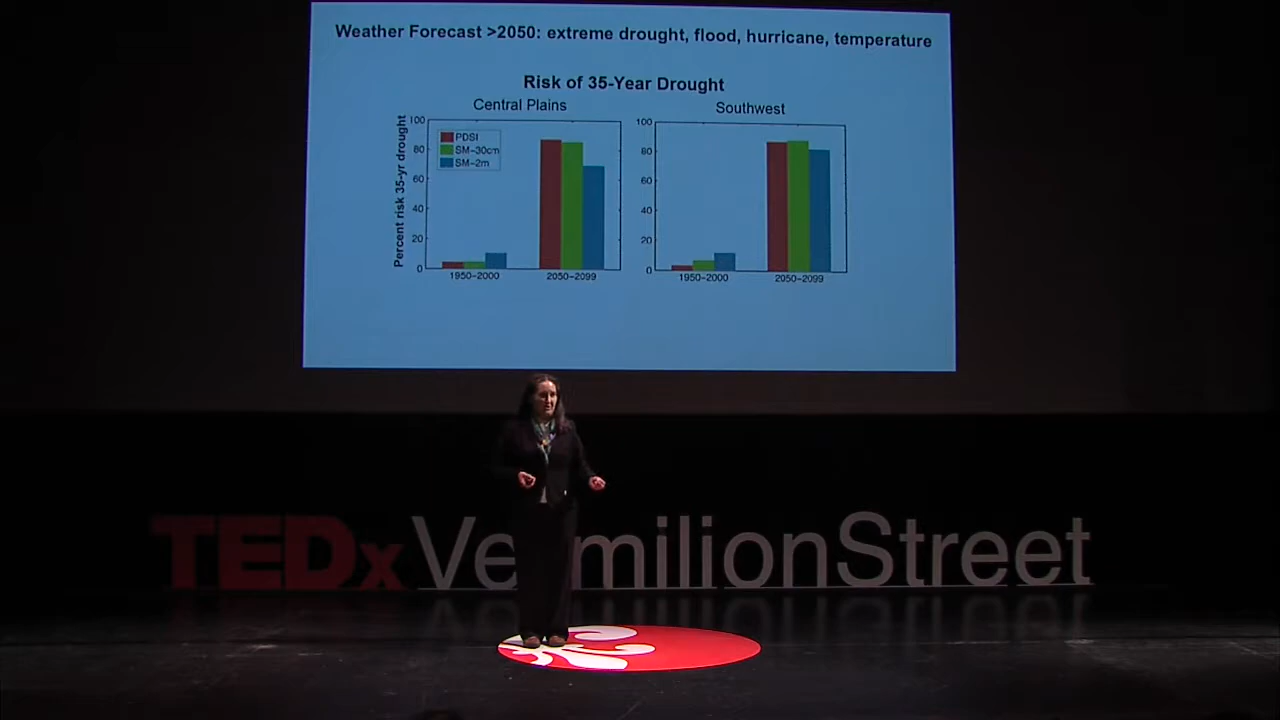 Weather Forecast >2050: extreme drought, flood, hurricane, temperature
Risk of 35-Year Drought
Central Plains
Southwest
Percent risk 35-yr drought
100
80
60
40
20
0
PDSI
SM-30cm
SM-2m
1950-2000
2050-2099
100
80
60
40
20
0
1950-2000
2050-2099
TEDxVermilionStreet